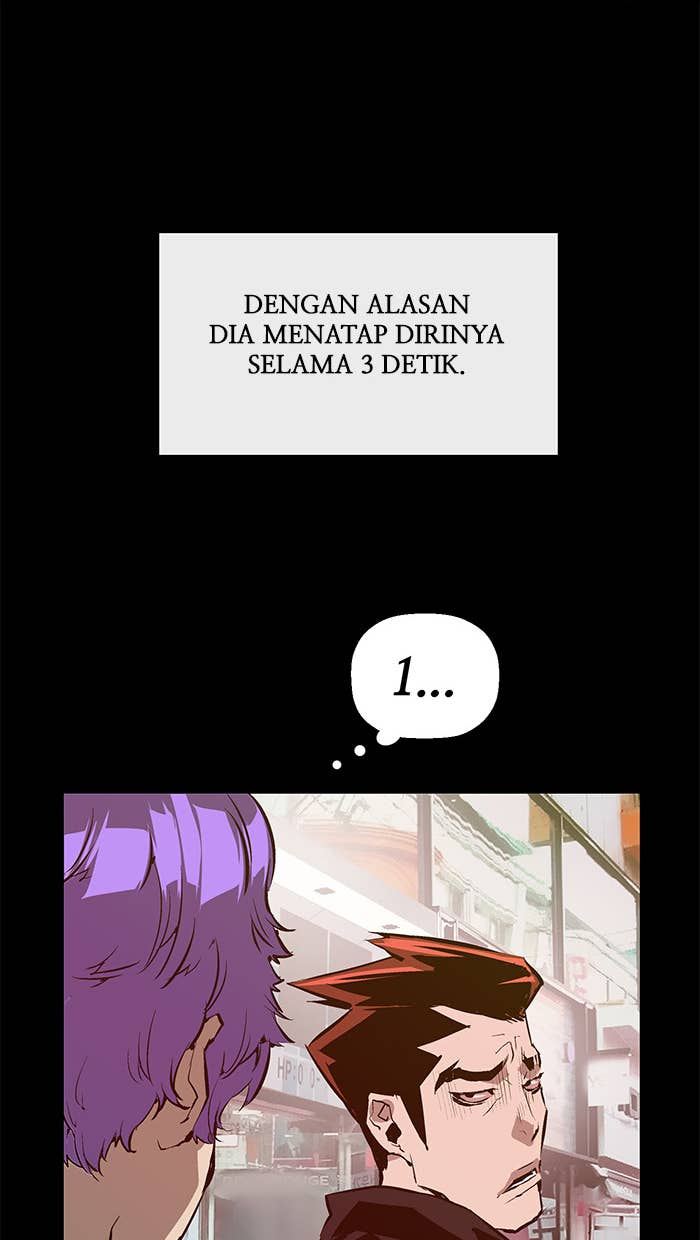 DENGAN ALASAN
DIA MENATAP DIRINYA
SELAMA 3 DETIK.
1...